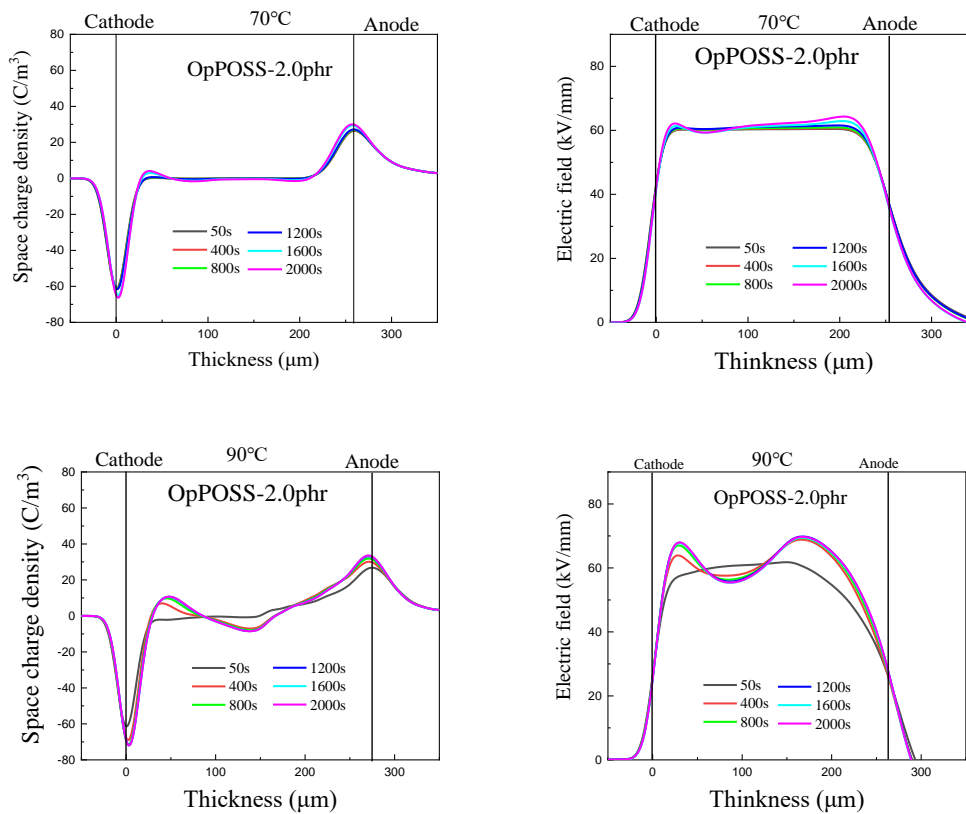 Cathode 70℃ Anode
OpPOSS-2.0phr
Space charge density (C/m³)
80
60
40
20
0
-20
-40
-60
-80
50s 1200s
400s 1600s
800s 2000s
0 100 200 300
Thickness (μm)
Cathode 70℃ Anode
OpPOSS-2.0phr
Electric field (kV/mm)
80
60
40
20
0
50s 1200s
400s 1600s
800s 2000s
0 100 200 300
Thinkness (μm)
Cathode 90℃ Anode
OpPOSS-2.0phr
Space charge density (C/m³)
80
60
40
20
0
-20
-40
-60
-80
50s 1200s
400s 1600s
800s 2000s
0 100 200 300
Thickness (μm)
Cathode 90℃ Anode
OpPOSS-2.0phr
Electric field (kV/mm)
80
60
40
20
0
50s 1200s
400s 1600s
800s 2000s
0 100 200 300
Thinkness (μm)